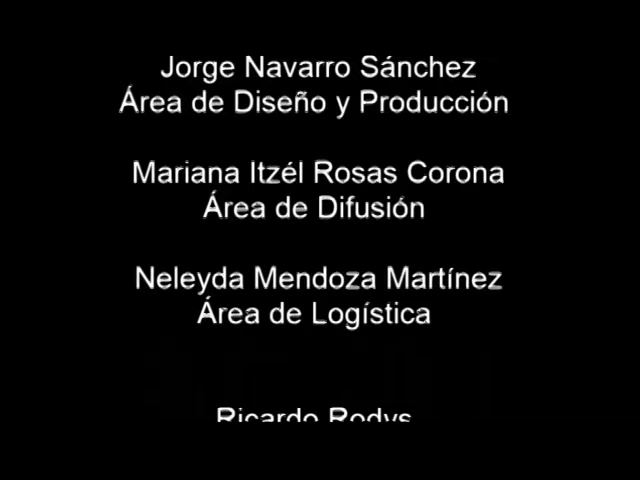 Jorge Navarro Sánchez
Área de Diseño y Producción
Mariana Itzél Rosas Corona
Área de Difusión
Neleyda Mendoza Martínez
Área de Logística
Ricardo Rodys